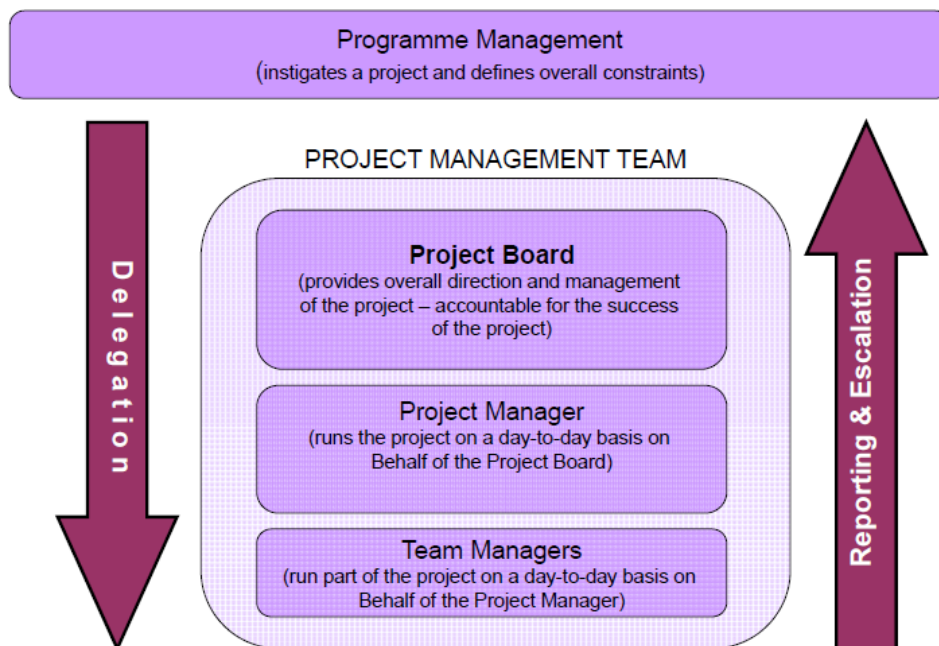 Programme Management
(instigates a project and defines overall constraints)
PROJECT MANAGEMENT TEAM
Delegation
Project Board
(provides overall direction and management
of the project – accountable for the success
of the project)
Project Manager
(runs the project on a day-to-day basis on
Behalf of the Project Board)
Team Managers
(run part of the project on a day-to-day basis on
Behalf of the Project Manager)
Reporting & Escalation